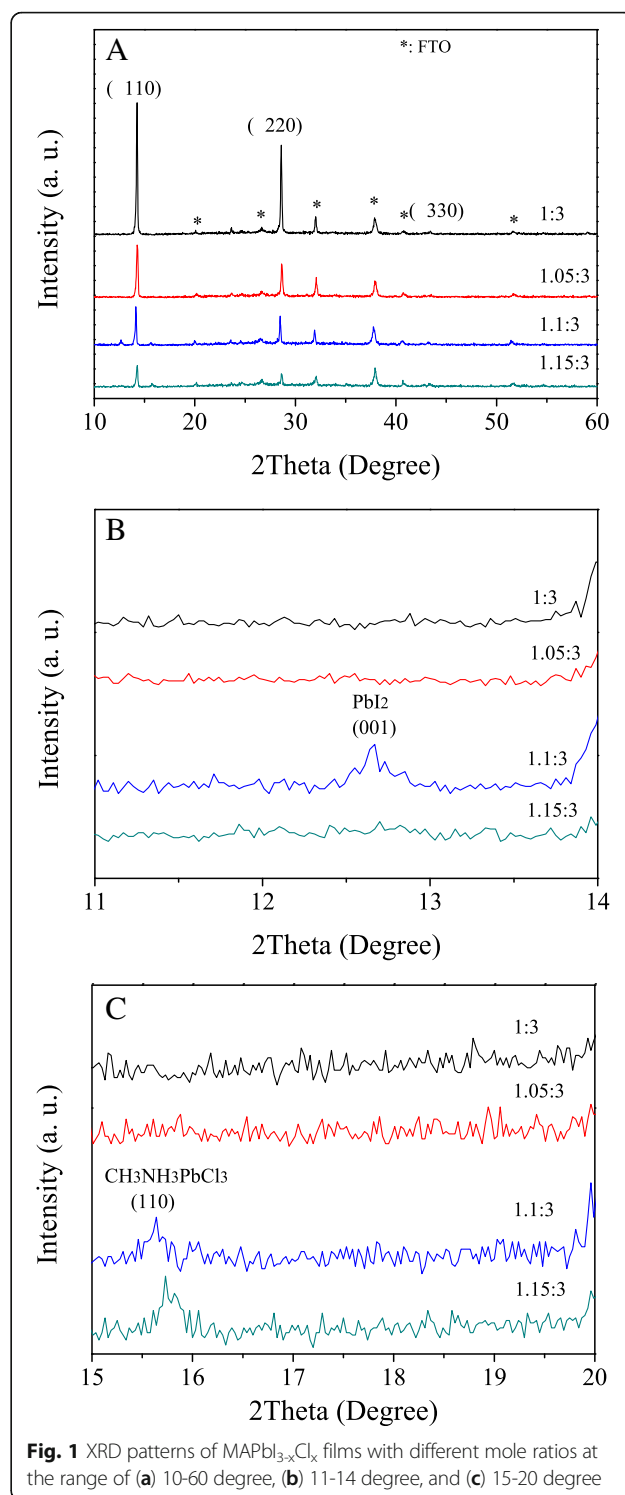 A
*: FTO
( 110)
( 220)
* * * * * ( 330) *
1:3
1.05:3
1.1:3
1.15:3
Intensity (a. u.)
10 20 30 40 50 60
2Theta (Degree)
B
1:3
1.05:3
PbI2
(001)
1.1:3
1.15:3
Intensity (a. u.)
11 12 13 14
2Theta (Degree)
C
1:3
1.05:3
CH3NH3PbCl3
(110)
1.1:3
1.15:3
Intensity (a. u.)
15 16 17 18 19 20
2Theta (Degree)
Fig. 1 XRD patterns of MAPbI3-xClx films with different mole ratios at
the range of (a) 10-60 degree, (b) 11-14 degree, and (c) 15-20 degree